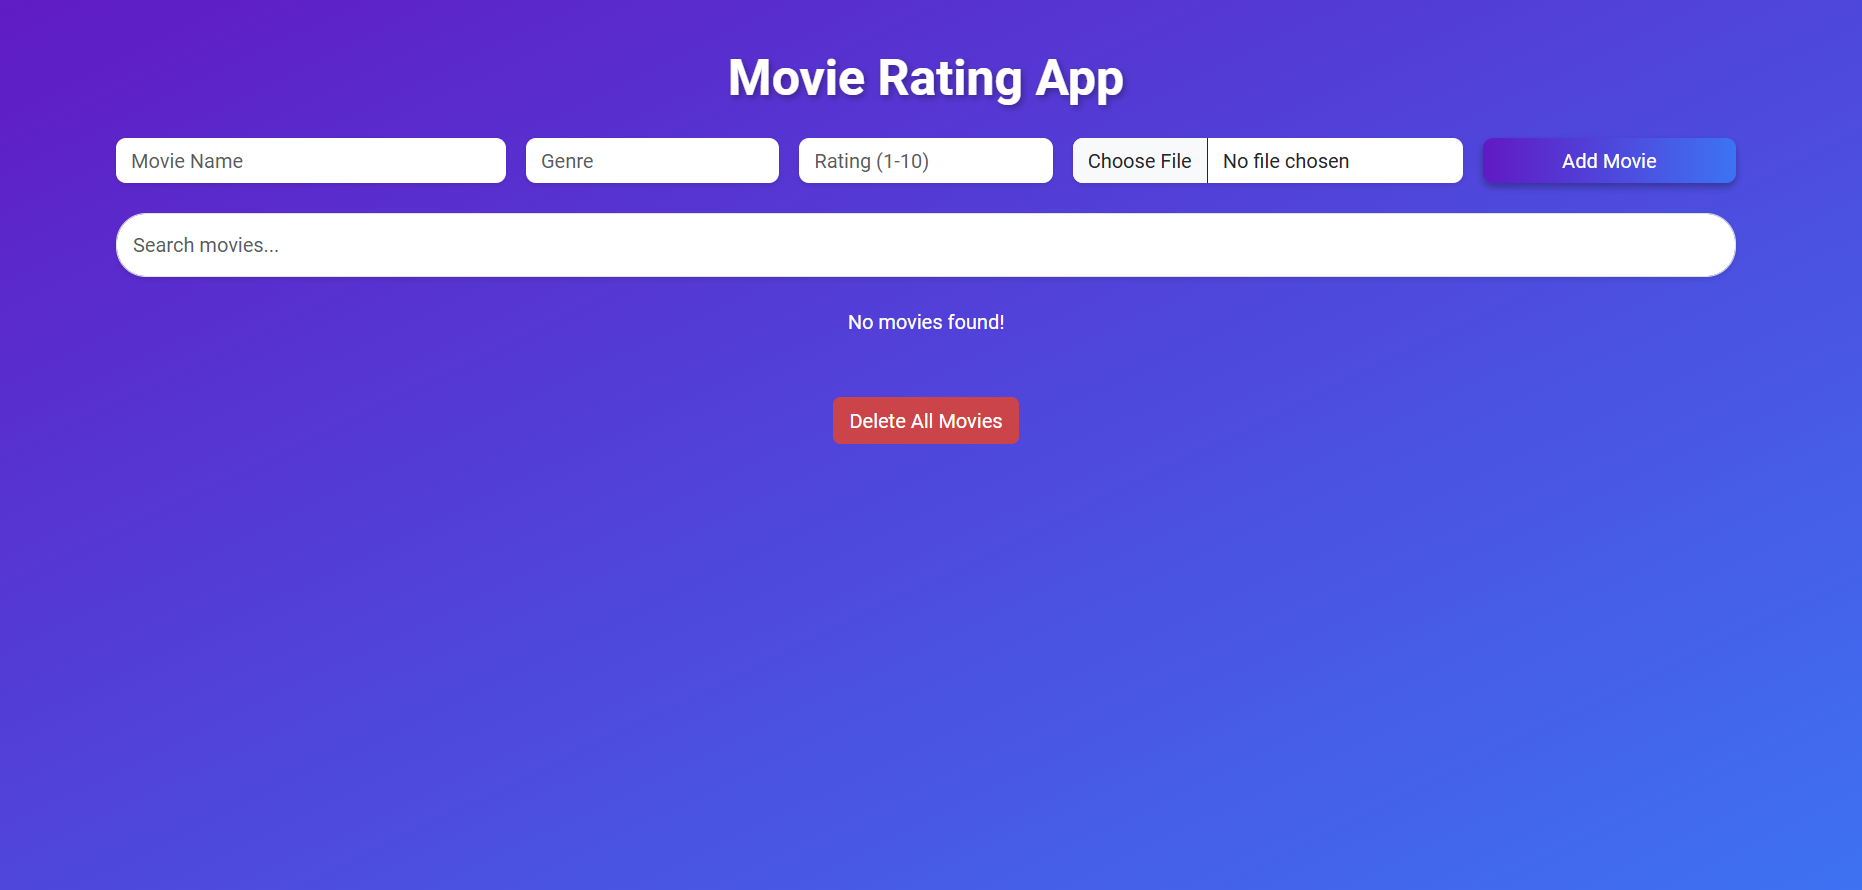 Movie Rating App
Movie Name
Genre
Rating (1-10)
Choose File
No file chosen
Add Movie
Search movies...
No movies found!
Delete All Movies